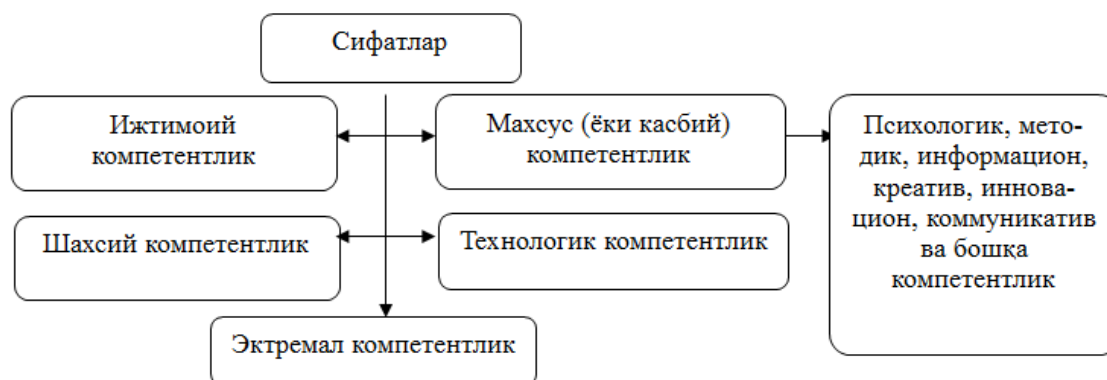 Сифатлар
Ижтимоий
компетентлик
Махсус (ёки касбий)
компетентлик
Психологик, мето-
дик, информацион,
креатив, иннова-
цион, коммуникатив
ва бошқа
компетентлик
Шахсий компетентлик
Технологик компетентлик
Эктремал компетентлик